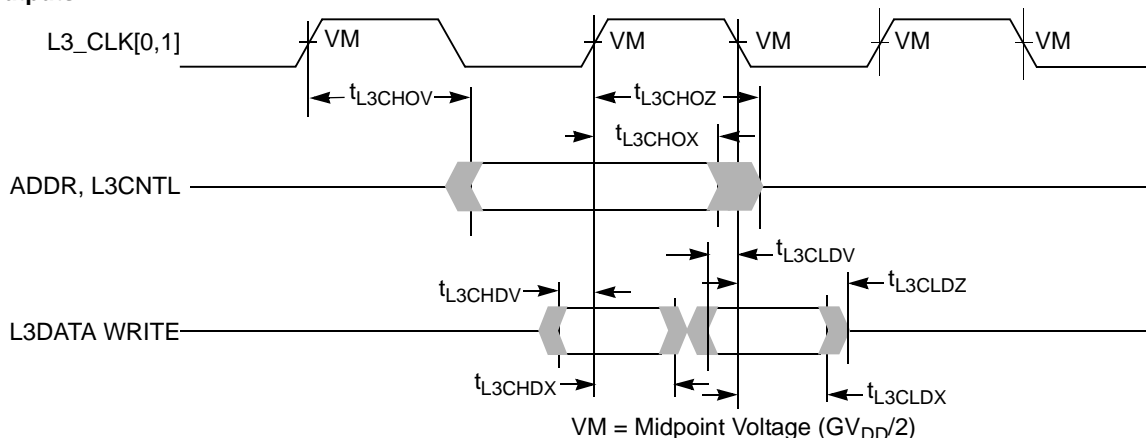 L3_CLK[0,1] VM VM VM VM VM
tL3CHOV tL3CHOZ
tL3CHOX
ADDR, L3CNTL
tL3CLDV
tL3CHDV tL3CLDZ
L3DATA WRITE
tL3CHDX tL3CLDX
VM = Midpoint Voltage (GVDD/2)